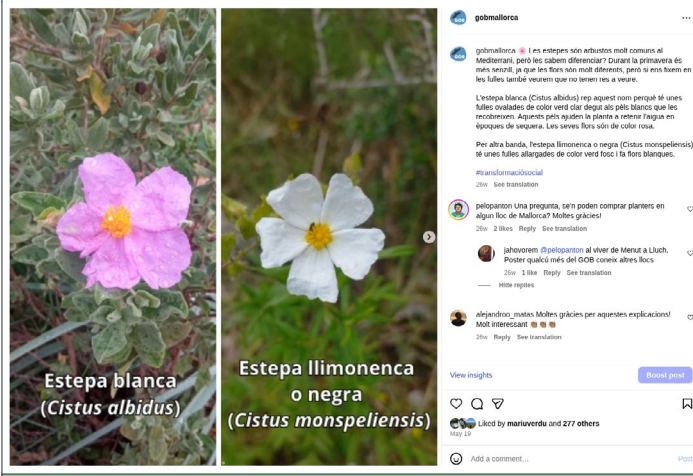 Estepa blanca
(Cistus albidus)
Estepa llimonenca
o negra
(Cistus monspeliensis)
gobmallorca
gobmallorca 🌸 Les estepes són arbustos molt comuns al
Mediterrani, però les sabem diferenciar? Durant la primavera és
més senzill, ja que les flors són molt diferents, però si ens fixem en
les fulles també veurem que no tenen res a veure.
L'estepa blanca (Cistus albidus) rep aquest nom perquè té unes
fulles ovalades de color verd clar degut als pèls blancs que les
recobreixen. Aquests pèls ajuden la planta a retenir l'aigua en
èpoques de sequera. Les seves flors són de color rosa.
Per altra banda, l'estepa llimonenca o negra (Cistus monspeliensis)
té unes fulles allargades de color verd fosc i fa flors blanques.
#transformaciósocial
26w See translation
pelopanton Una pregunta, se'n poden comprar planters en
algun lloc de Mallorca? Moltes gràcies!
26w 2 likes Reply See translation
jahovorem @pelopanton al viver de Menut a Lluch.
Poster qualcú més del GOB coneix altres llocs
26w 1 like Reply See translation
Hide replies
alejandroo_matas Moltes gràcies per aquestes explicacions!
Molt interessant 👏🏽 👏🏽 👏🏽
26w Reply See translation
View insights
Boost post
Liked by mariuverdu and 277 others
May 19
Add a comment...
Post